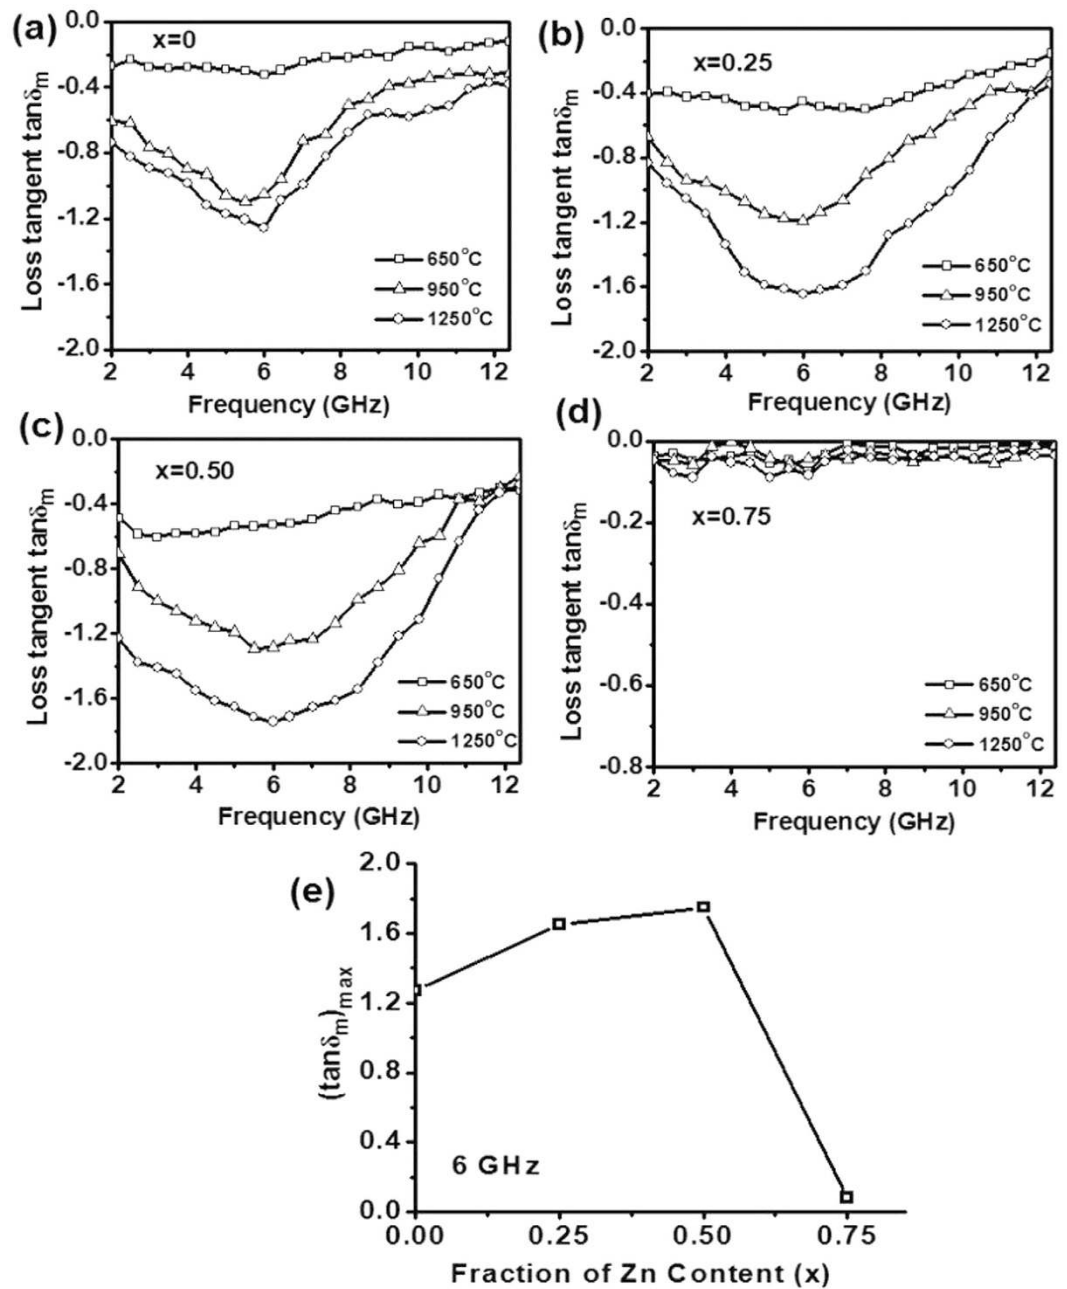 (a)
x=0
0.0
-0.4
-0.8
-1.2
-1.6
-2.0
Loss tangent tanδm
650°C
950°C
1250°C
2 4 6 8 10 12
Frequency (GHz)
(b)
x=0.25
0.0
-0.4
-0.8
-1.2
-1.6
-2.0
Loss tangent tanδm
650°C
950°C
1250°C
2 4 6 8 10 12
Frequency (GHz)
(c)
x=0.50
0.0
-0.4
-0.8
-1.2
-1.6
-2.0
Loss tangent tanδm
650°C
950°C
1250°C
2 4 6 8 10 12
Frequency (GHz)
(d)
x=0.75
0.0
-0.2
-0.4
-0.6
-0.8
Loss tangent tanδm
650°C
950°C
1250°C
2 4 6 8 10 12
Frequency (GHz)
(e)
2.0
1.6
1.2
0.8
0.4
0.0
(tanδm)max
6 GHz
0.00 0.25 0.50 0.75
Fraction of Zn Content (x)